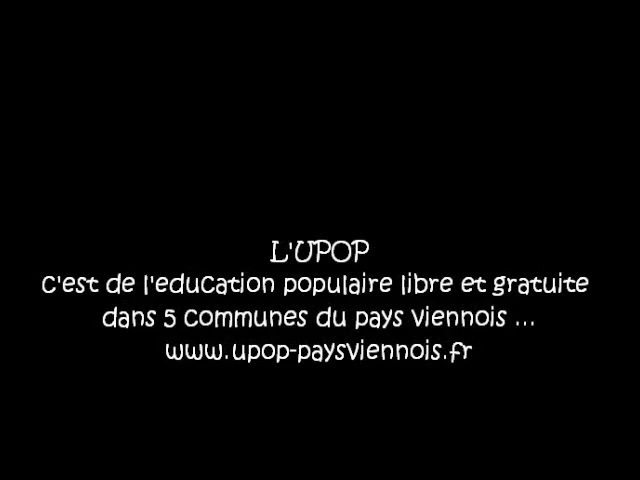 L'UPOP
c'est de l'education populaire libre et gratuite
dans 5 communes du pays viennois ...
www.upop-paysviennois.fr